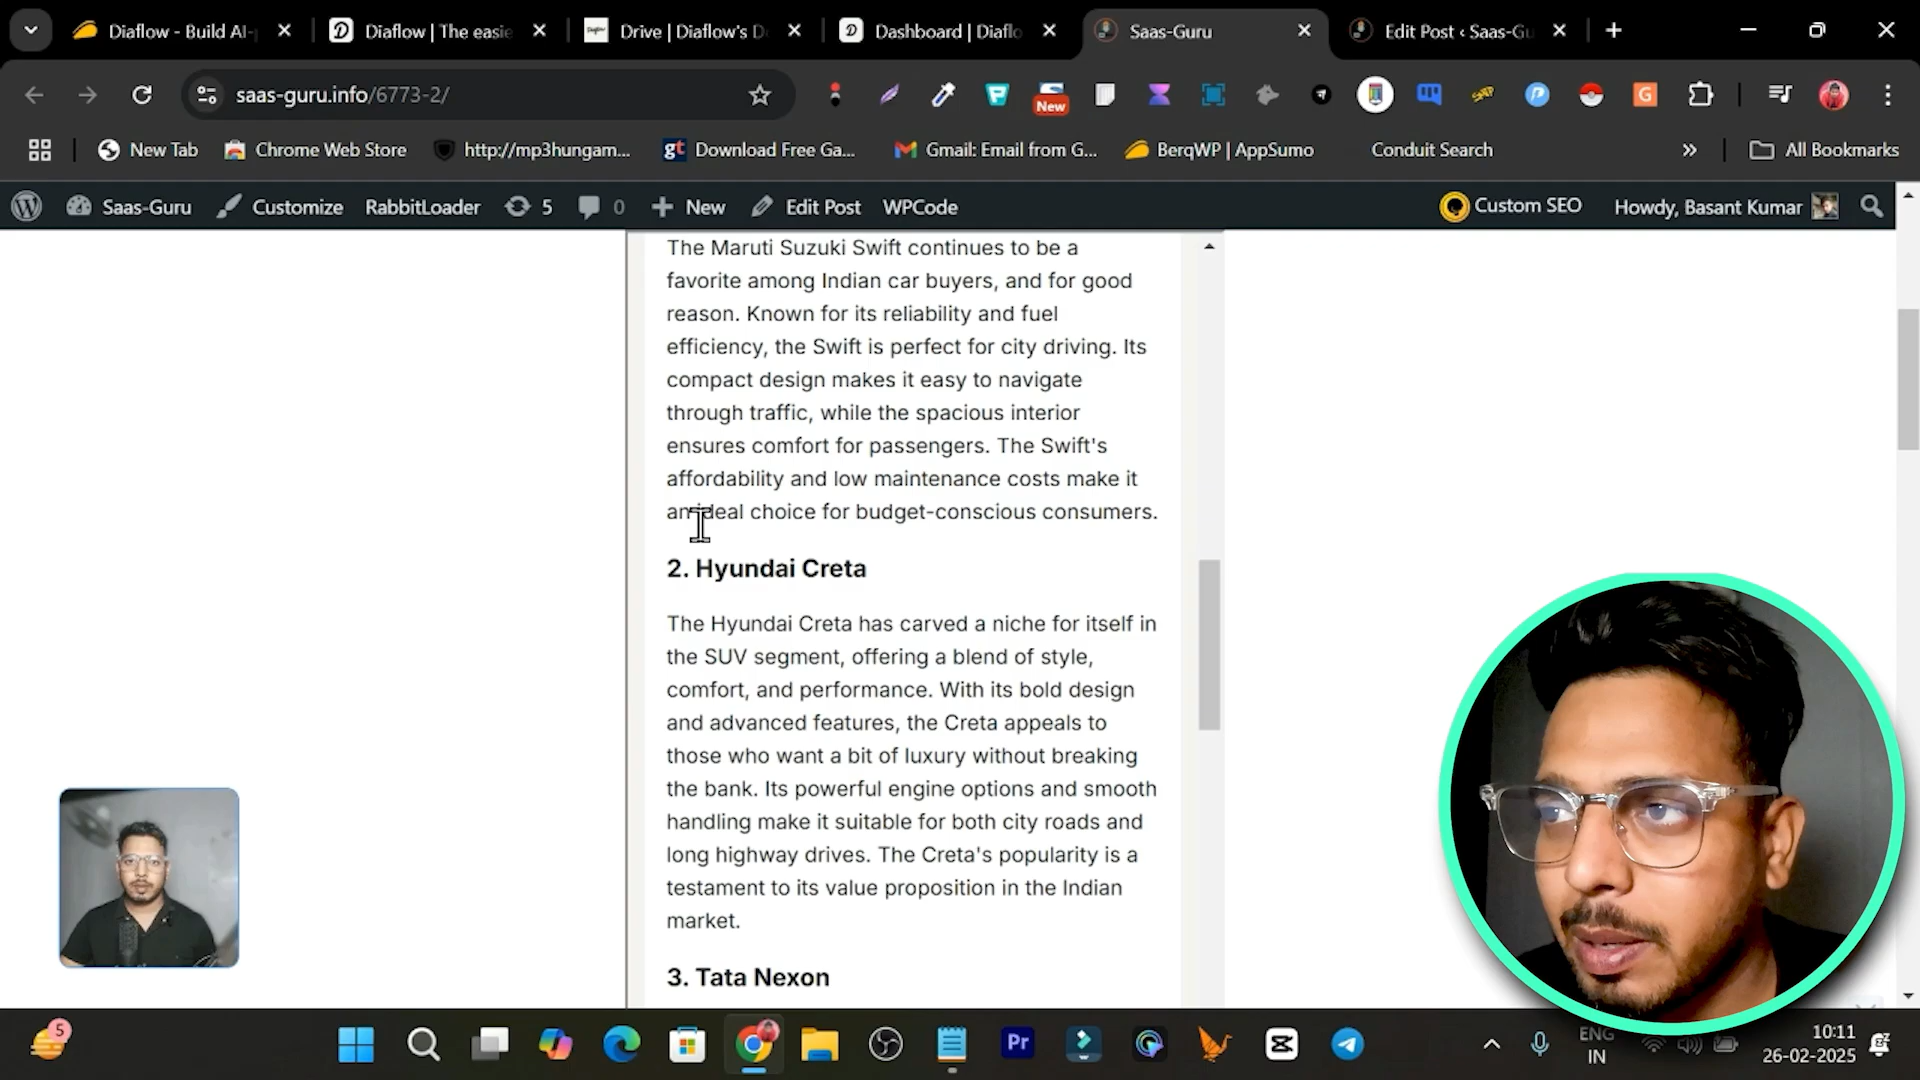 Diaflow - Build AI-
Diaflow | The easie
Drive | Diaflow's D
Dashboard | Diaflo
Saas-Guru
Edit Post ‹ Saas-Gu
saas-guru.info/6773-2/
New
New Tab
Chrome Web Store
http://mp3hungam...
gt
Download Free Ga...
Gmail: Email from G...
BerqWP | AppSumo
Conduit Search
All Bookmarks
Saas-Guru
Customize
RabbitLoader
5
0
New
Edit Post
WPCode
Custom SEO
Howdy, Basant Kumar
The Maruti Suzuki Swift continues to be a
favorite among Indian car buyers, and for good
reason. Known for its reliability and fuel
efficiency, the Swift is perfect for city driving. Its
compact design makes it easy to navigate
through traffic, while the spacious interior
ensures comfort for passengers. The Swift's
affordability and low maintenance costs make it
an ideal choice for budget-conscious consumers.
2. Hyundai Creta
The Hyundai Creta has carved a niche for itself in
the SUV segment, offering a blend of style,
comfort, and performance. With its bold design
and advanced features, the Creta appeals to
those who want a bit of luxury without breaking
the bank. Its powerful engine options and smooth
handling make it suitable for both city roads and
long highway drives. The Creta's popularity is a
testament to its value proposition in the Indian
market.
3. Tata Nexon
5
Pr
ENG
IN
10:11
26-02-2025